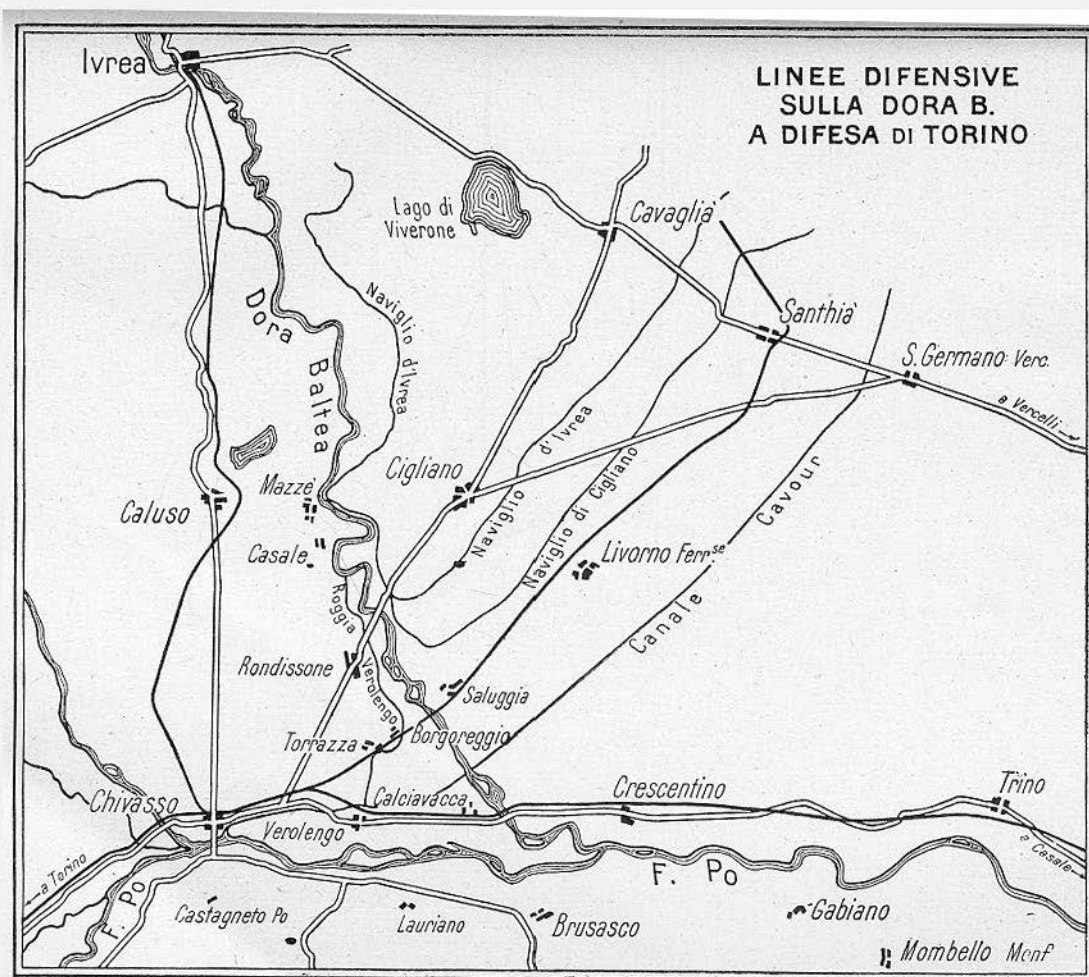 LINEE DIFENSIVE
SULLA DORA B.
A DIFESA DI TORINO
Ivrea
Lago di
Viverone
Cavaglià
Santhià
S. Germano Verc.
a Vercelli
Dora
Baltea
Naviglio d'Ivrea
Naviglio d'Ivrea
Naviglio di Cigliano
Canale Cavour
Cigliano
Mazzè
Caluso
Casale
Livorno Ferr.se
Roggia
Verolengo
Rondissone
Saluggia
Torrazza
Borgoreggio
Chivasso
Calciavacca
Verolengo
Crescentino
Trino
a Torino
a Casale
F. Po
F. Po
Castagneto Po
Lauriano
Brusasco
Gabiano
Mombello Monf